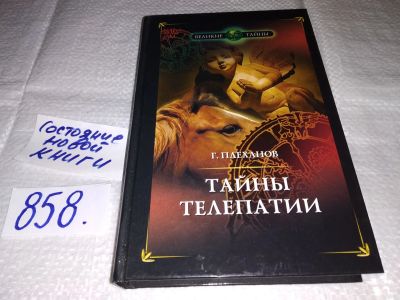 ВЕЛИКИЕ ТАЙНЫ
Г. ПЛЕХАНОВ
ТАЙНЫ
ТЕЛЕПАТИИ
Состояние
новой
книги
858.